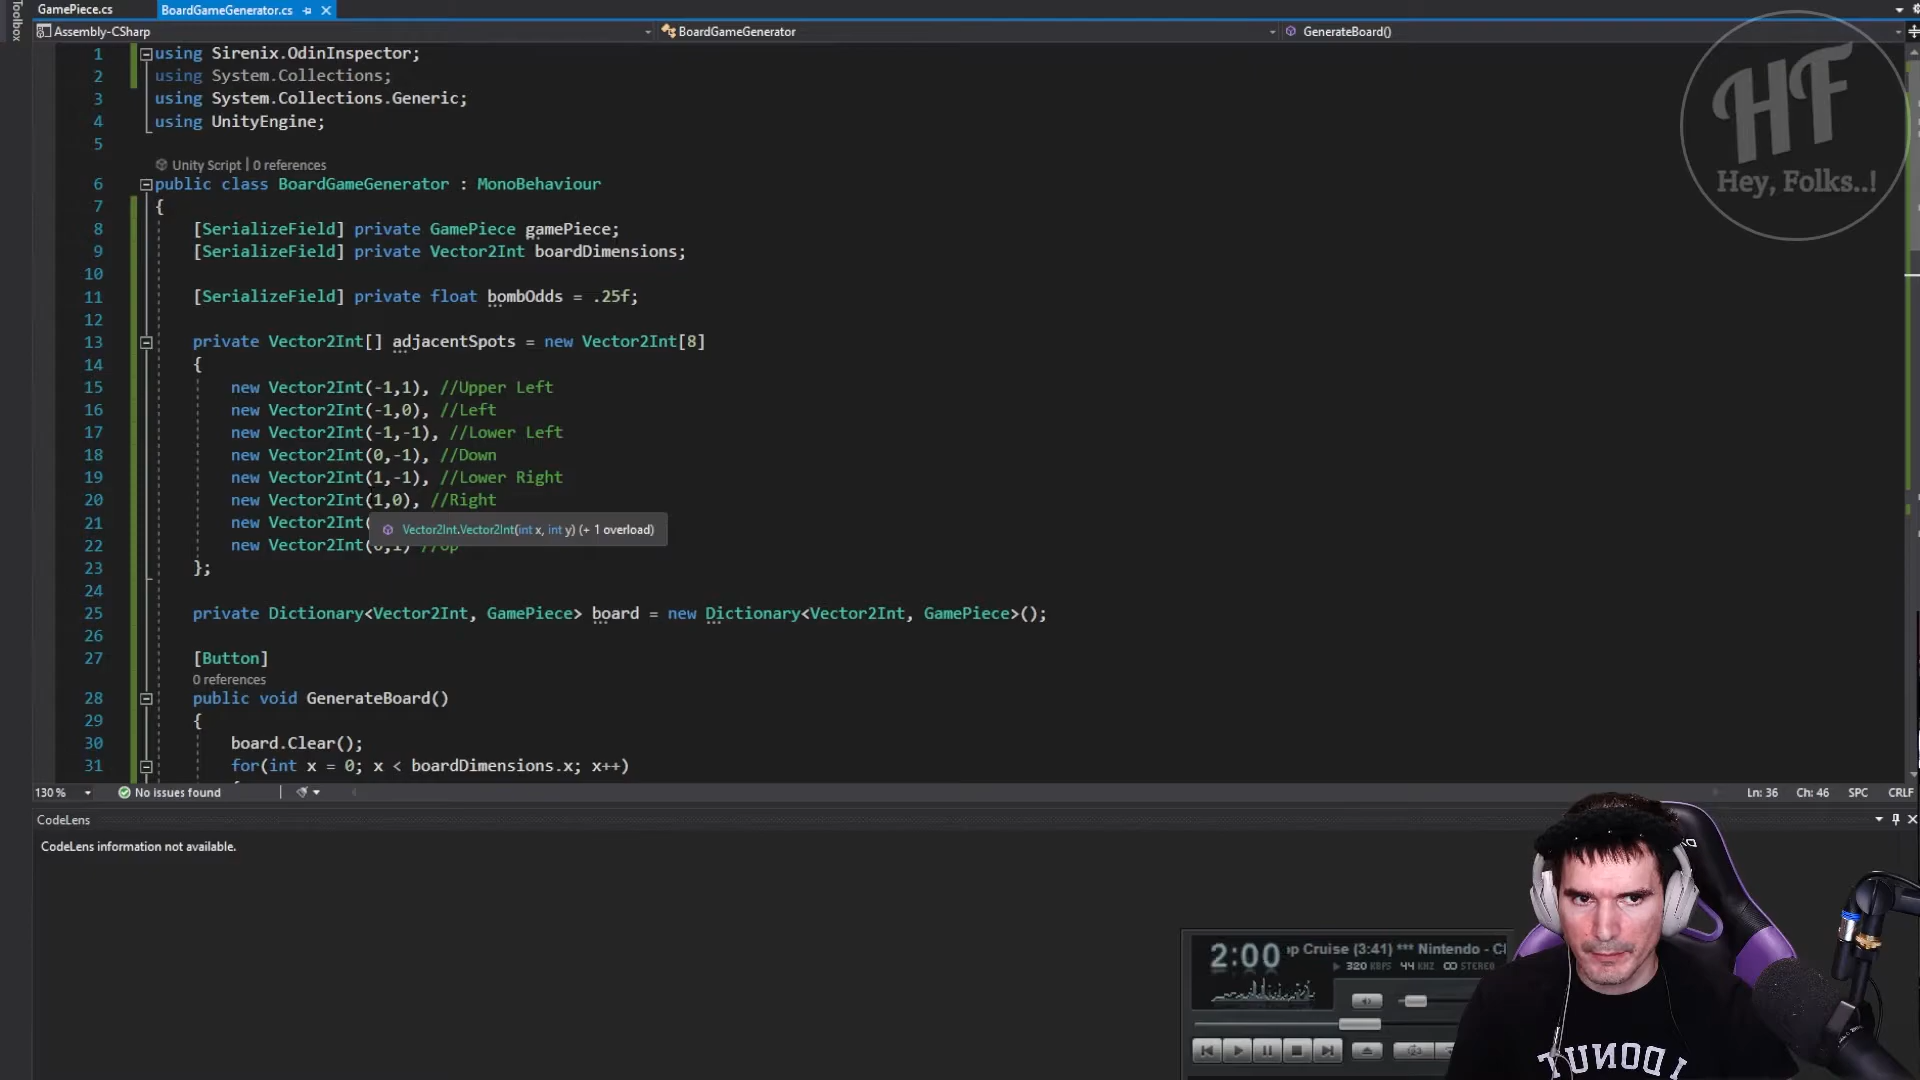 Toolbox
GamePiece.cs
BoardGameGenerator.cs
Assembly-CSharp
BoardGameGenerator
GenerateBoard()
HF
Hey, Folks..!
1 using Sirenix.OdinInspector;
2 using System.Collections;
3 using System.Collections.Generic;
4 using UnityEngine;
5
Unity Script | 0 references
6 public class BoardGameGenerator : MonoBehaviour
7 {
8 [SerializeField] private GamePiece gamePiece;
9 [SerializeField] private Vector2Int boardDimensions;
10
11 [SerializeField] private float bombOdds = .25f;
12
13 private Vector2Int[] adjacentSpots = new Vector2Int[8]
14 {
15 new Vector2Int(-1,1), //Upper Left
16 new Vector2Int(-1,0), //Left
17 new Vector2Int(-1,-1), //Lower Left
18 new Vector2Int(0,-1), //Down
19 new Vector2Int(1,-1), //Lower Right
20 new Vector2Int(1,0), //Right
21 new Vector2Int(
Vector2Int.Vector2Int(int x, int y) (+ 1 overload)
22 new Vector2Int(0,1) //Up
23 };
24
25 private Dictionary<Vector2Int, GamePiece> board = new Dictionary<Vector2Int, GamePiece>();
26
27 [Button]
0 references
28 public void GenerateBoard()
29 {
30 board.Clear();
31 for(int x = 0; x < boardDimensions.x; x++)
130 %
No issues found
Ln: 36 Ch: 46 SPC CRLF
CodeLens
CodeLens information not available.
2:00
Cruise (3:41) *** Nintendo -
320 KBPS 44 KHZ STEREO
I DONUT